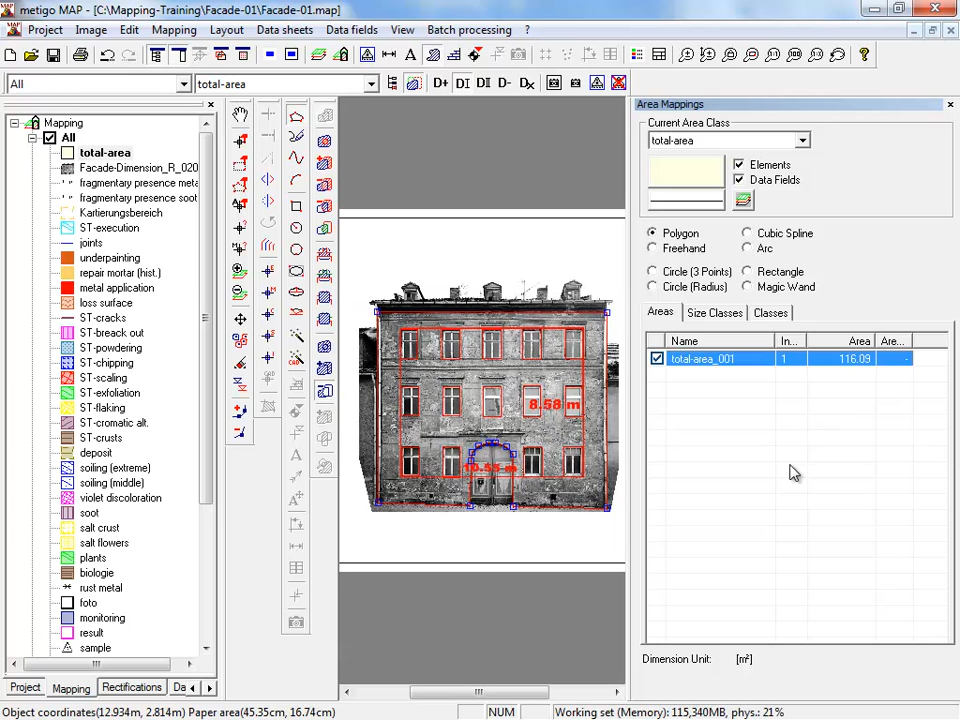 metigo MAP - [C:\Mapping-Training\Facade-01\Facade-01.map]
Project Image Edit Mapping Layout Data sheets Data fields View Batch processing ?
All total-area D+ DI D-
Mapping
All
total-area
Facade-Dimension_R_020
fragmentary presence meta
fragmentary presence soot
Kartierungsbereich
ST-execution
joints
underpainting
repair mortar (hist.)
metal application
loss surface
ST-cracks
ST-breack out
ST-powdering
ST-chipping
ST-scaling
ST-exfoliation
ST-flaking
ST-cromatic alt.
ST-crusts
deposit
soiling (extreme)
soiling (middle)
violet discoloration
soot
salt crust
salt flowers
plants
biologie
rust metal
foto
monitoring
result
sample
Project Mapping Rectifications Da
8.58 m
10.55 m
Area Mappings
Current Area Class
total-area
Elements
Data Fields
Polygon Cubic Spline
Freehand Arc
Circle (3 Points) Rectangle
Circle (Radius) Magic Wand
Areas Size Classes Classes
Name In... Area Are...
total-area_001 1 116.09 -
Dimension Unit: [m²]
Object coordinates(12.934m, 2.814m) Paper area(45.35cm, 16.74cm) NUM Working set (Memory): 115,340MB, phys.: 21%